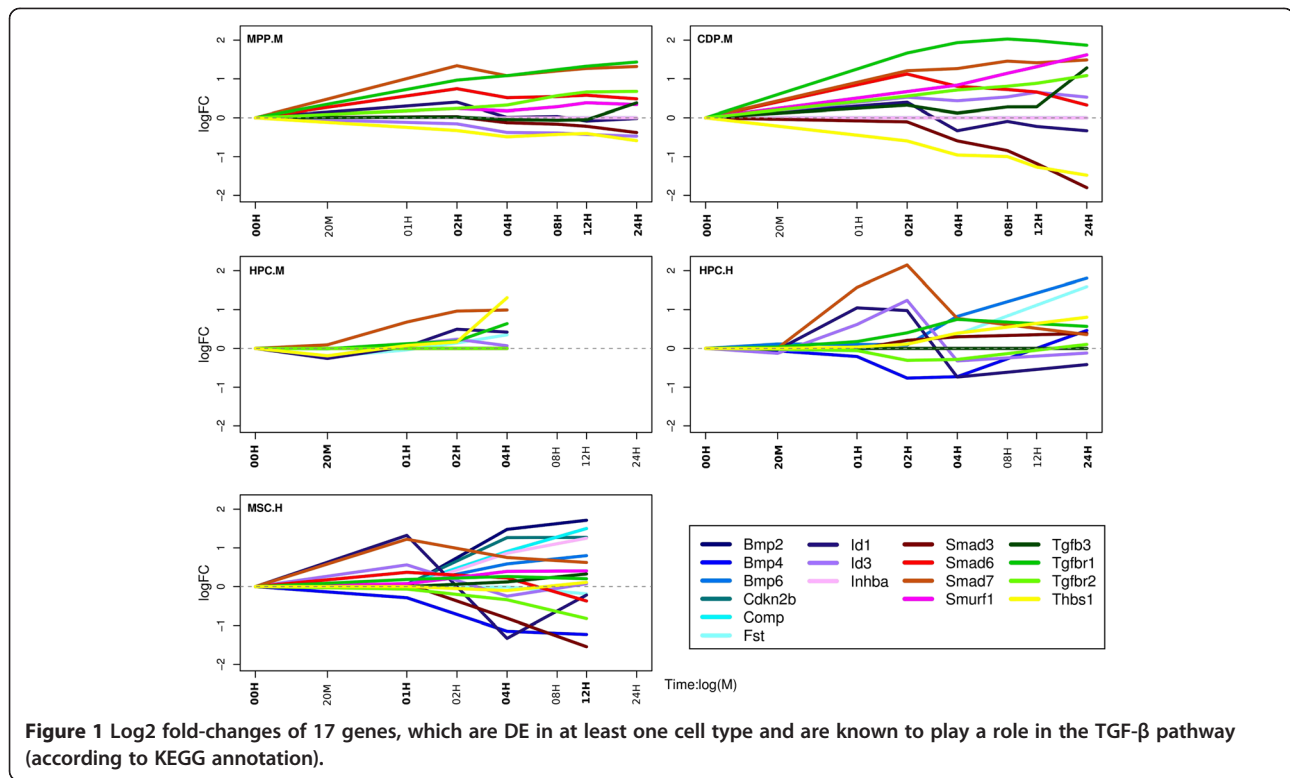 MPP.M
logFC
2
1
0
-1
-2
00H 20M 01H 02H 04H 08H 12H 24H
CDP.M
2
1
0
-1
-2
00H 20M 01H 02H 04H 08H 12H 24H
HPC.M
logFC
2
1
0
-1
-2
00H 20M 01H 02H 04H 08H 12H 24H
HPC.H
2
1
0
-1
-2
00H 20M 01H 02H 04H 08H 12H 24H
MSC.H
logFC
2
1
0
-1
-2
00H 20M 01H 02H 04H 08H 12H 24H
Time:log(M)
Bmp2 Id1 Smad3 Tgfb3
Bmp4 Id3 Smad6 Tgfbr1
Bmp6 Inhba Smad7 Tgfbr2
Cdkn2b Smurf1 Thbs1
Comp
Fst
Figure 1 Log2 fold-changes of 17 genes, which are DE in at least one cell type and are known to play a role in the TGF-β pathway
(according to KEGG annotation).